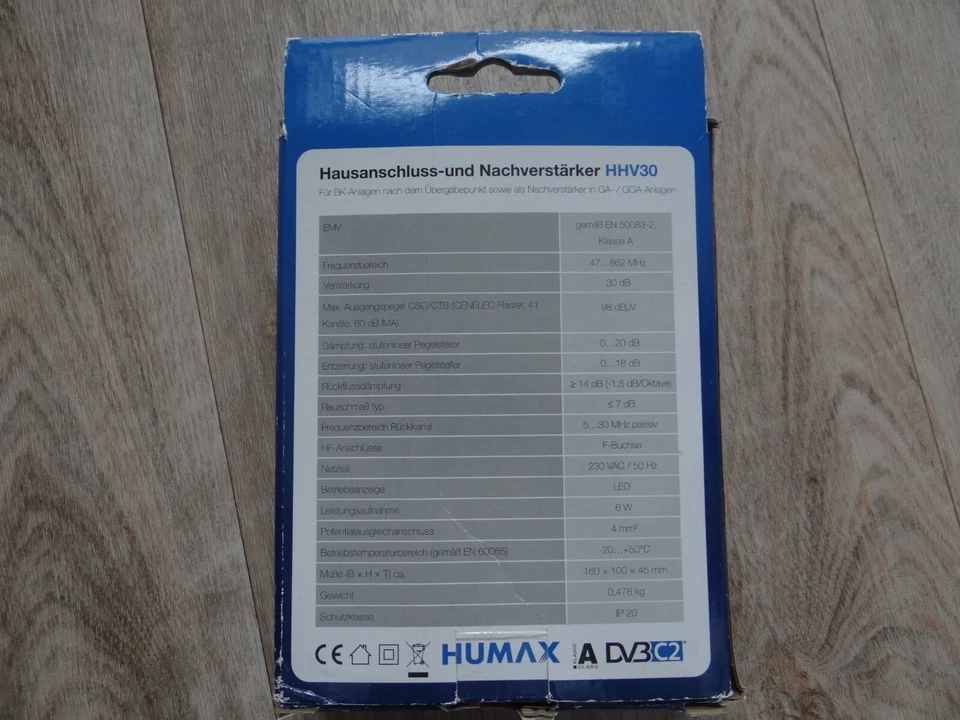 Hausanschluss-und Nachverstärker HHV30
Für BK-Anlagen nach dem Übergabepunkt sowie als Nachverstärker in GA- / GGA-Anlagen
EMV gemäß EN 50083-2,
Klasse A
Frequenzbereich 47...862 MHz
Verstärkung 30 dB
Max. Ausgangspegel CSO/CTB (CENELEC-Raster, 41 98 dBµV
Kanäle, 60 dB IMA)
Dämpfung: stufenloser Pegelsteller 0...20 dB
Entzerrung: stufenloser Pegelsteller 0...18 dB
Rückflussdämpfung ≥ 14 dB (-1,5 dB/Oktave)
Rauschmaß typ. ≤ 7 dB
Frequenzbereich Rückkanal 5...30 MHz passiv
HF-Anschlüsse F-Buchse
Netzteil 230 VAC / 50 Hz
Betriebsanzeige LED
Leistungsaufnahme 6 W
Potentialausgleichanschluss 4 mm²
Betriebstemperaturbereich (gemäß EN 60065) -20...+50°C
Maße (B × H × T) ca. 160 × 100 × 45 mm
Gewicht 0,478 kg
Schutzklasse IP 20
CE HUMAX KLASSE A CLASS DVB C2